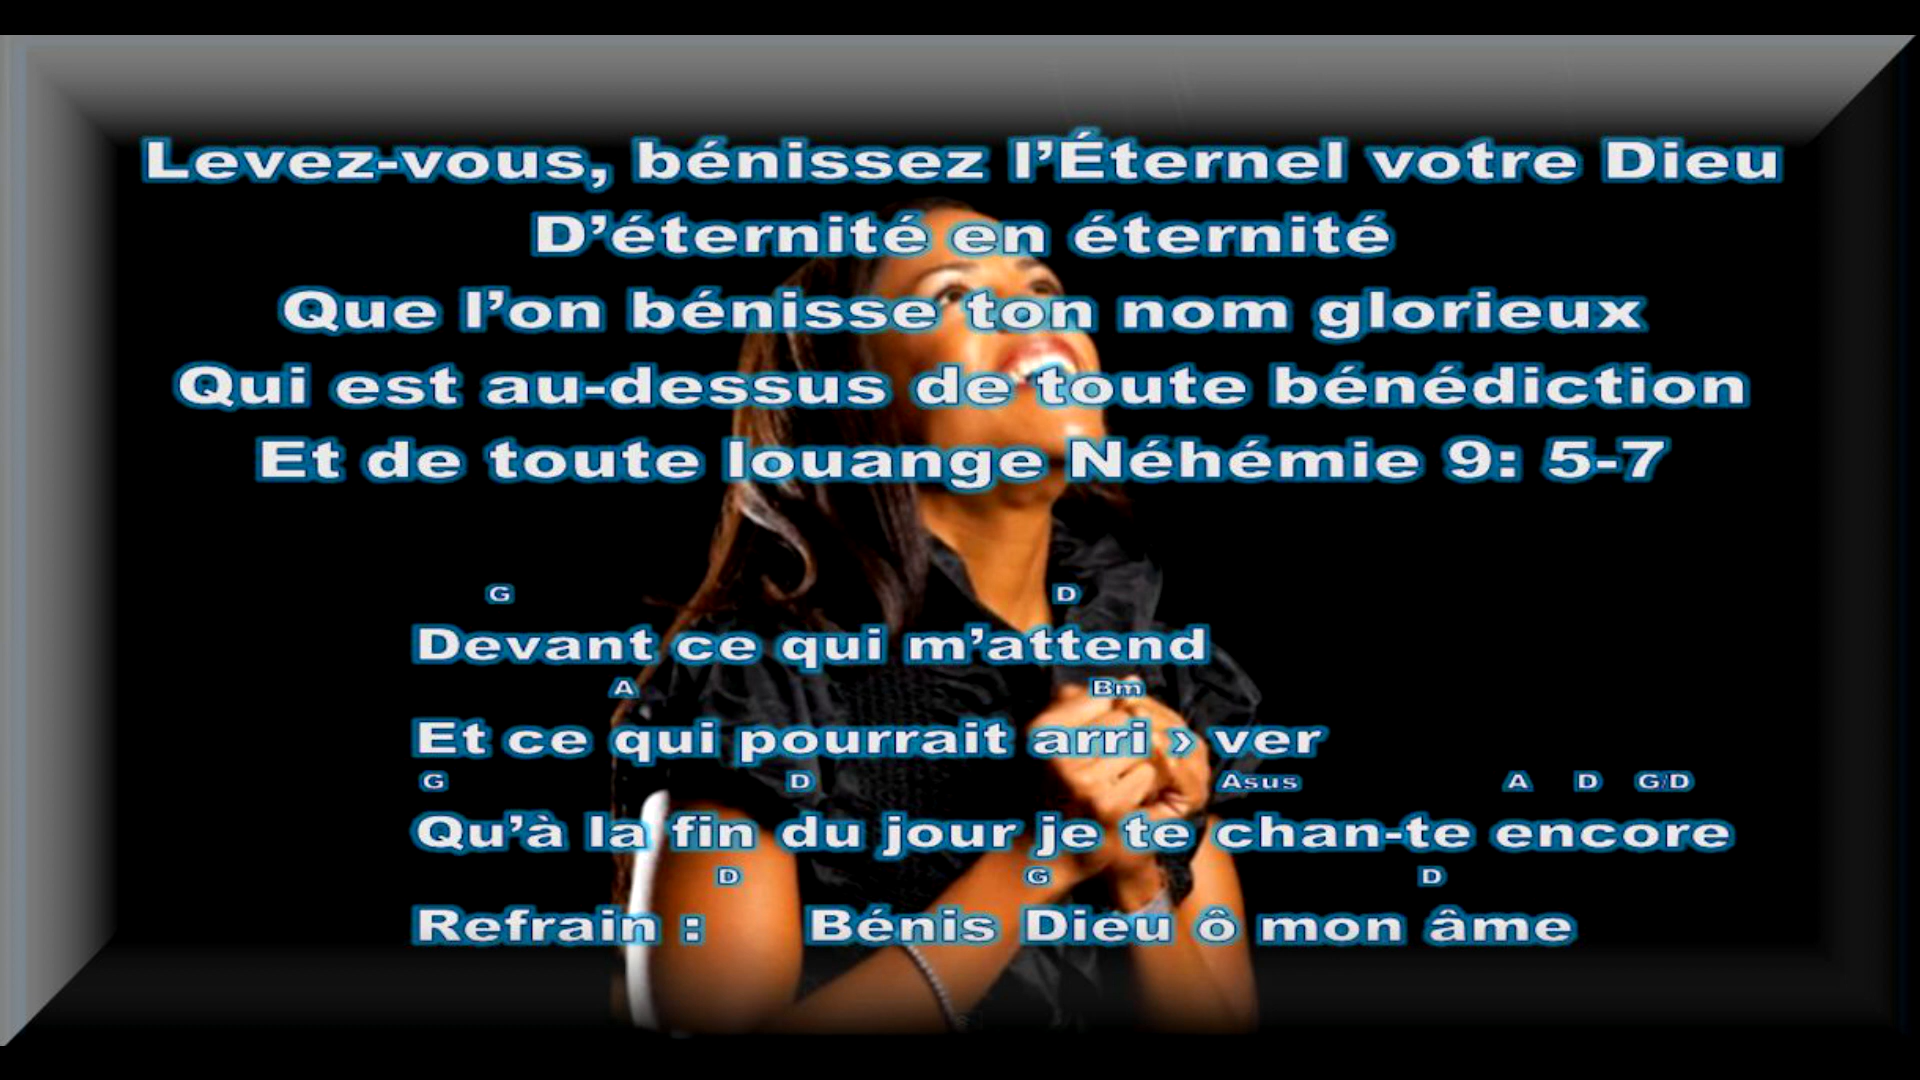 Levez-vous, bénissez l’Éternel votre Dieu
D’éternité en éternité
Que l’on bénisse ton nom glorieux
Qui est au-dessus de toute bénédiction
Et de toute louange Néhémie 9: 5-7
G D
Devant ce qui m’attend
A Bm
Et ce qui pourrait arri › ver
G D Asus A D G/D
Qu’à la fin du jour je te chan-te encore
D G D
Refrain : Bénis Dieu ô mon âme